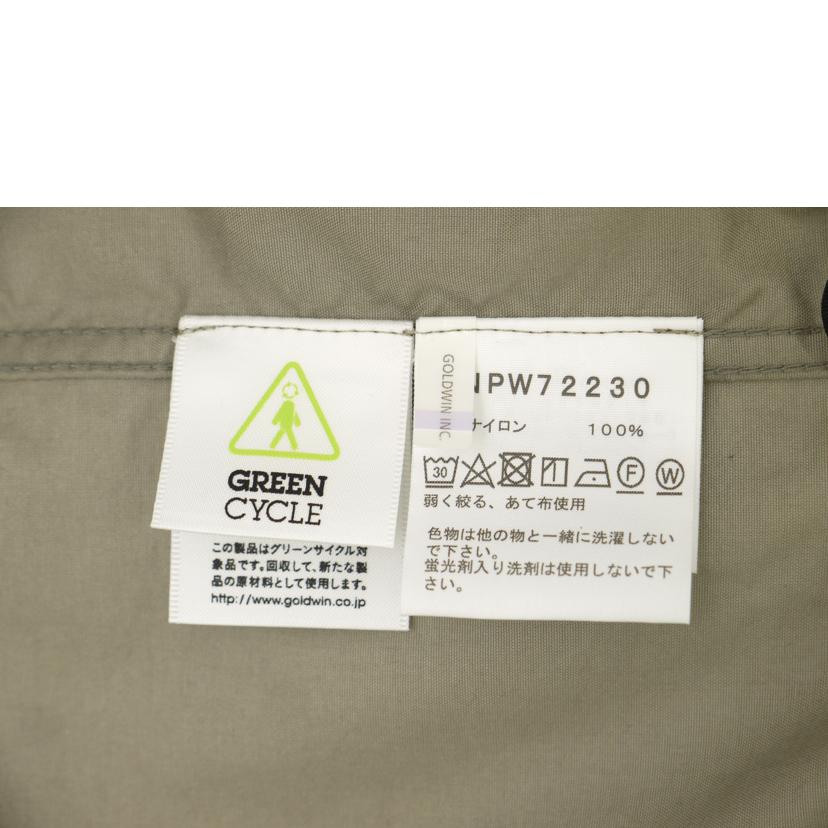 GREEN
CYCLE
この製品はグリーンサイクル対
象品です。回収して、新たな製
品の原材料として使用します。
http://www.goldwin.co.jp
GOLDWIN INC.
NPW72230
ナイロン 100%
30
F
W
弱く絞る、あて布使用
色物は他の物と一緒に洗濯しない
で下さい。
蛍光剤入り洗剤は使用しないで下
さい。